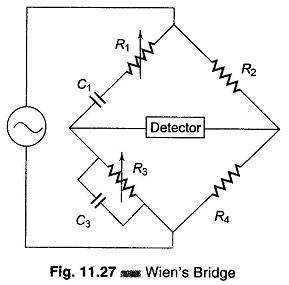 R1
R2
C1
Detector
R3
C3
R4
Fig. 11.27 Wien's Bridge